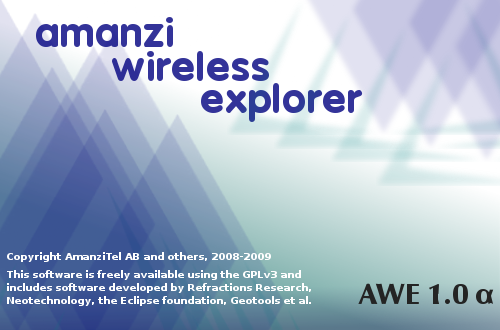 amanzi
wireless
explorer
Copyright AmanziTel AB and others, 2008-2009
This software is freely available using the GPLv3 and
includes software developed by Refractions Research,
Neotechnology, the Eclipse foundation, Geotools et al.
AWE 1.0 α